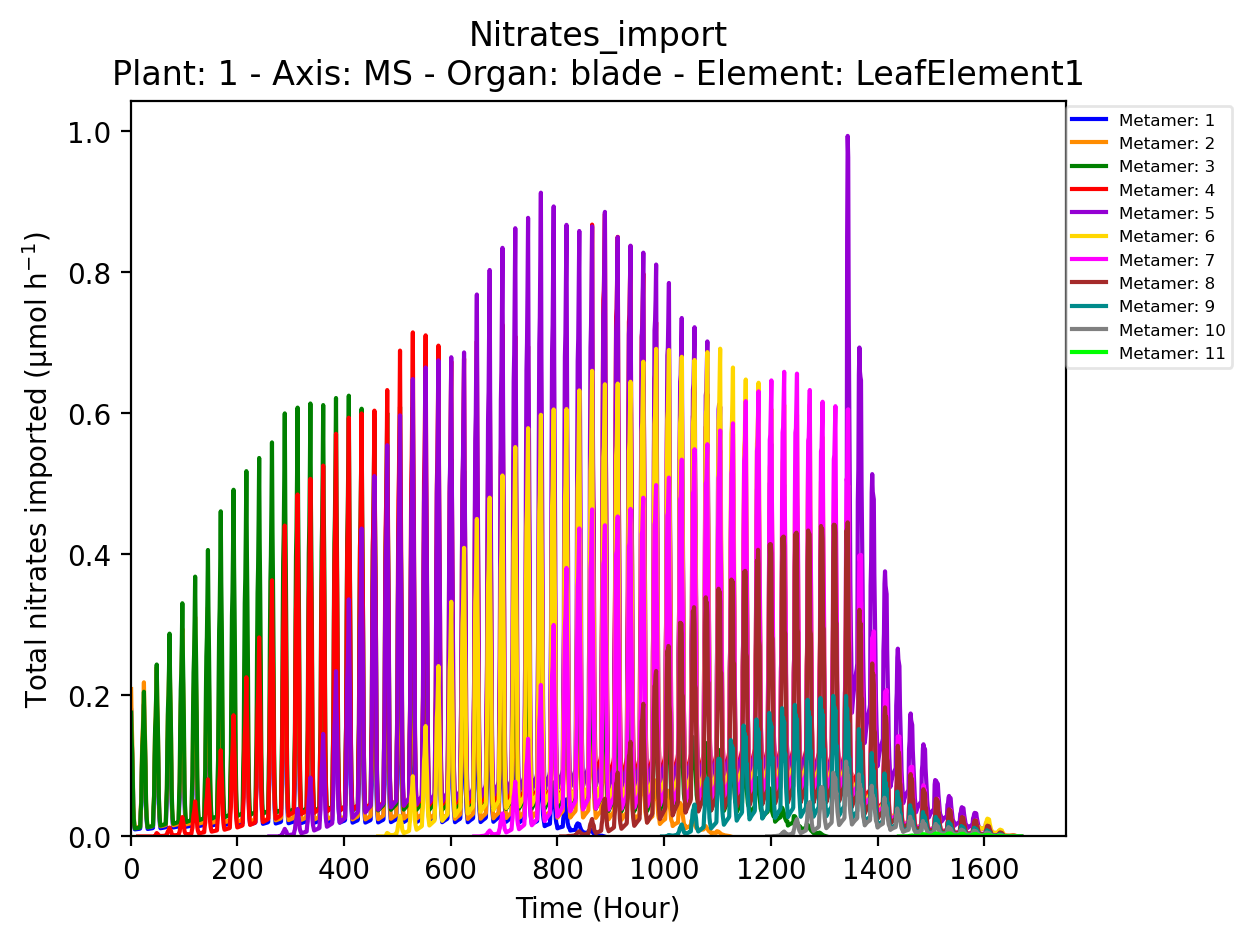 Nitrates_import
Plant: 1 - Axis: MS - Organ: blade - Element: LeafElement1
Total nitrates imported (µmol h⁻¹)
1.0
0.8
0.6
0.4
0.2
0.0
0 200 400 600 800 1000 1200 1400 1600
Time (Hour)
Metamer: 1
Metamer: 2
Metamer: 3
Metamer: 4
Metamer: 5
Metamer: 6
Metamer: 7
Metamer: 8
Metamer: 9
Metamer: 10
Metamer: 11